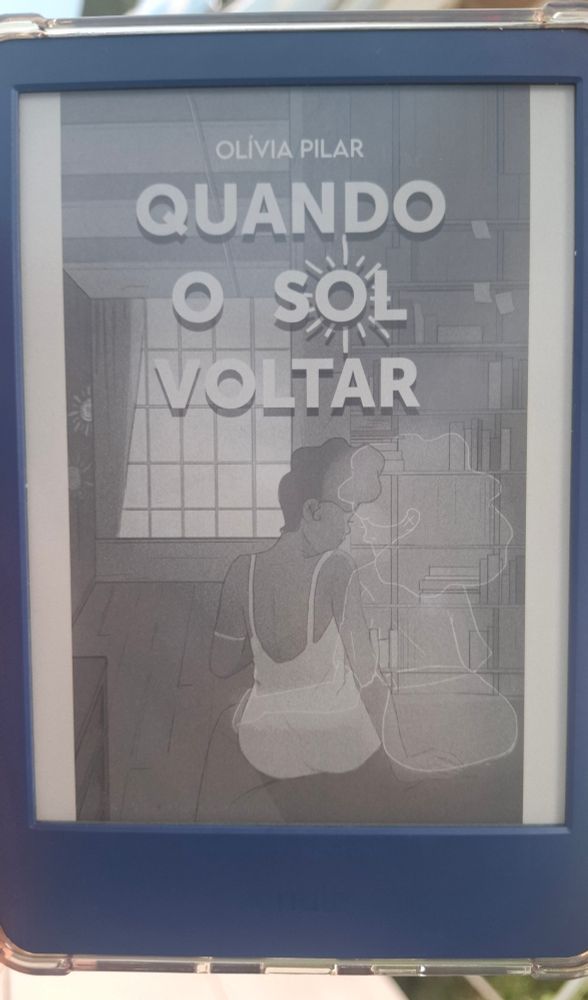 OLÍVIA PILAR
QUANDO
O SOL
VOLTAR